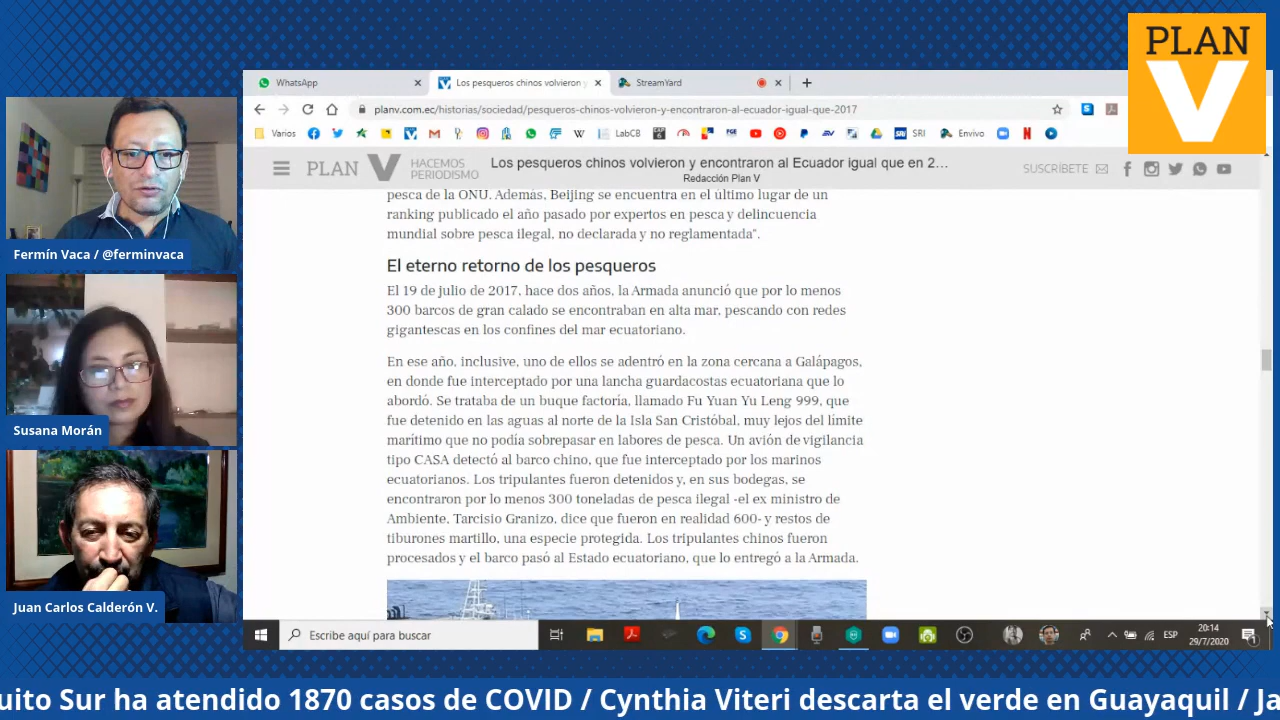 PLAN
V
Fermín Vaca / @ferminvaca
Susana Morán
Juan Carlos Calderón V.
WhatsApp
Los pesqueros chinos volvieron y
StreamYard
planv.com.ec/historias/sociedad/pesqueros-chinos-volvieron-y-encontraron-al-ecuador-igual-que-2017
Varios
LabCB
SRI
SRI
Envivo
PLAN V HACEMOS PERIODISMO
Los pesqueros chinos volvieron y encontraron al Ecuador igual que en 2…
Redacción Plan V
SUSCRÍBETE
pesca de la ONU. Además, Beijing se encuentra en el último lugar de un
ranking publicado el año pasado por expertos en pesca y delincuencia
mundial sobre pesca ilegal, no declarada y no reglamentada".
El eterno retorno de los pesqueros
El 19 de julio de 2017, hace dos años, la Armada anunció que por lo menos
300 barcos de gran calado se encontraban en alta mar, pescando con redes
gigantescas en los confines del mar ecuatoriano.
En ese año, inclusive, uno de ellos se adentró en la zona cercana a Galápagos,
en donde fue interceptado por una lancha guardacostas ecuatoriana que lo
abordó. Se trataba de un buque factoría, llamado Fu Yuan Yu Leng 999, que
fue detenido en las aguas al norte de la Isla San Cristóbal, muy lejos del límite
marítimo que no podía sobrepasar en labores de pesca. Un avión de vigilancia
tipo CASA detectó al barco chino, que fue interceptado por los marinos
ecuatorianos. Los tripulantes fueron detenidos y, en sus bodegas, se
encontraron por lo menos 300 toneladas de pesca ilegal -el ex ministro de
Ambiente, Tarcisio Granizo, dice que fueron en realidad 600- y restos de
tiburones martillo, una especie protegida. Los tripulantes chinos fueron
procesados y el barco pasó al Estado ecuatoriano, que lo entregó a la Armada.
Escribe aquí para buscar
ESP
20:14
29/7/2020
uito Sur ha atendido 1870 casos de COVID / Cynthia Viteri descarta el verde en Guayaquil / Ja